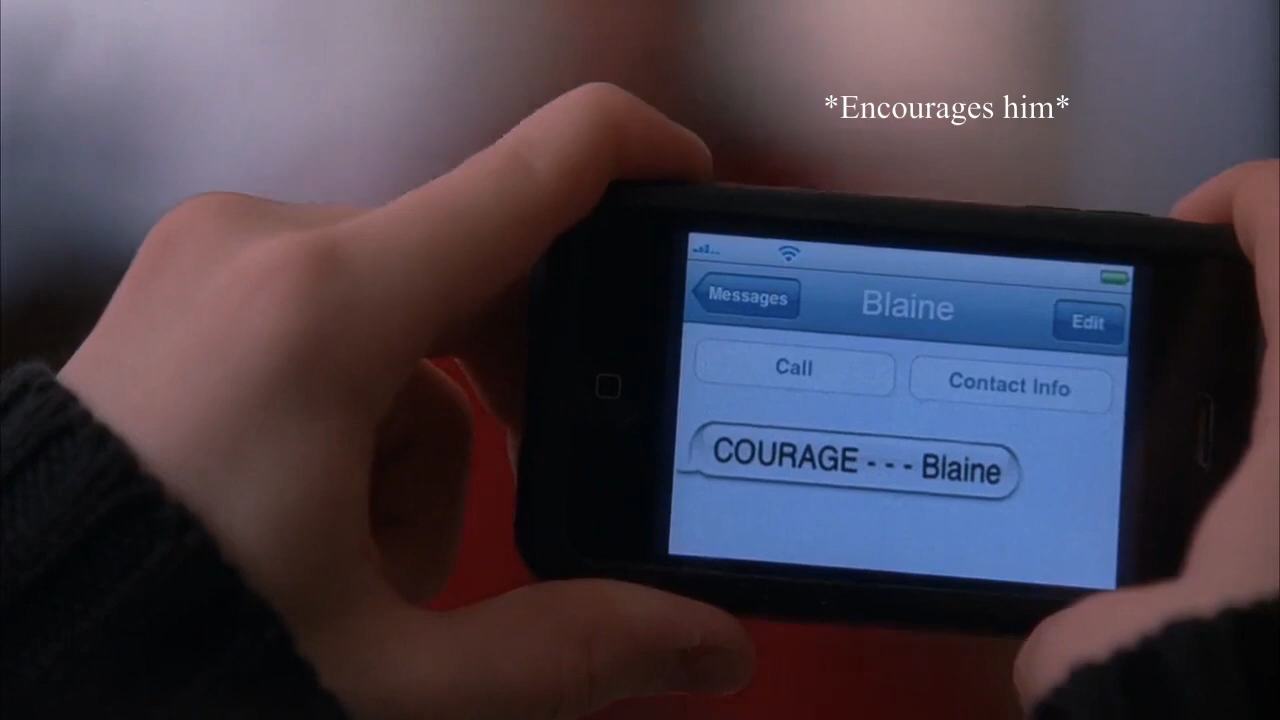 *Encourages him*
Messages
Blaine
Edit
Call
Contact Info
COURAGE - - - Blaine